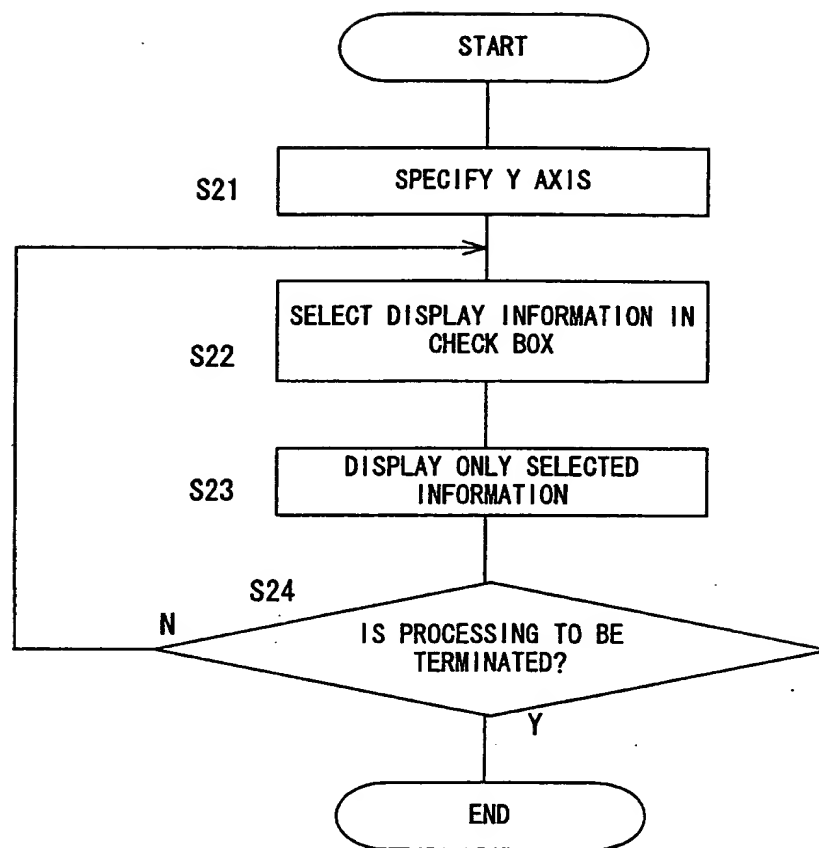 START
S21
SPECIFY Y AXIS
S22
SELECT DISPLAY INFORMATION IN
CHECK BOX
S23
DISPLAY ONLY SELECTED
INFORMATION
S24
N
IS PROCESSING TO BE
TERMINATED?
Y
END